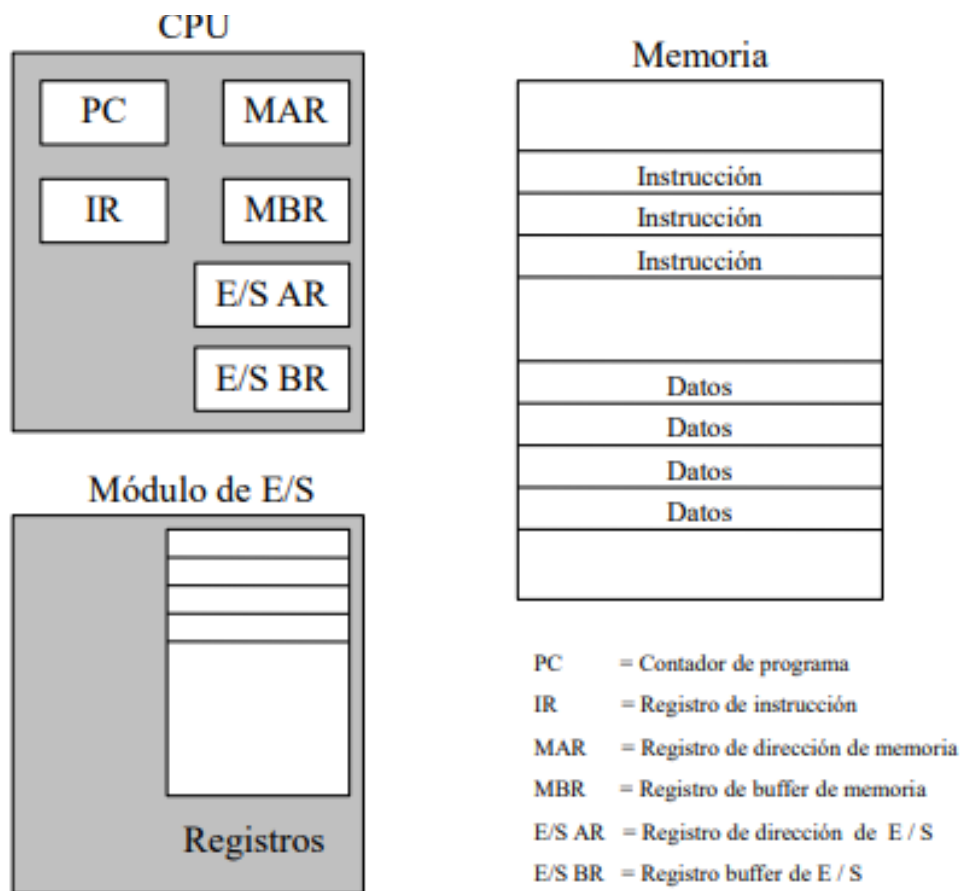 CPU
PC
MAR
IR
MBR
E/S AR
E/S BR
Módulo de E/S
Registros
Memoria
Instrucción
Instrucción
Instrucción
Datos
Datos
Datos
Datos
PC = Contador de programa
IR = Registro de instrucción
MAR = Registro de dirección de memoria
MBR = Registro de buffer de memoria
E/S AR = Registro de dirección de E / S
E/S BR = Registro buffer de E / S